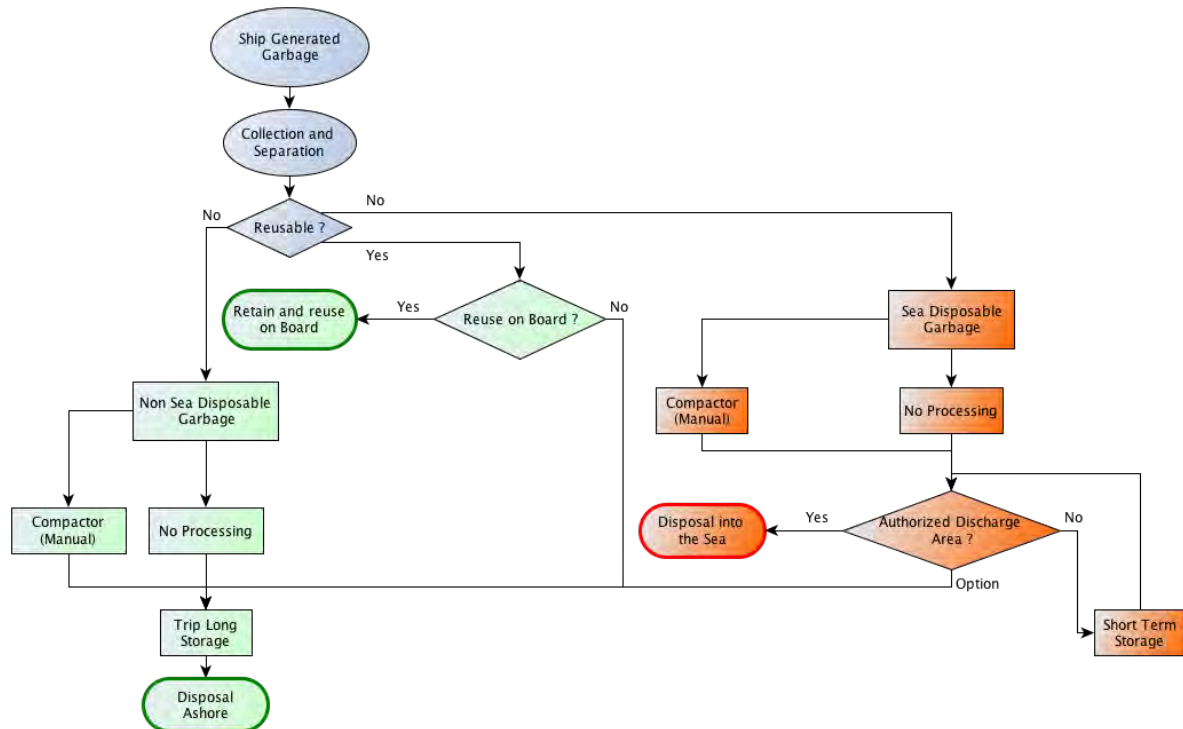 Ship Generated
Garbage
Collection and
Separation
No
No
Reusable ?
Yes
Retain and reuse
on Board
Yes
Reuse on Board ?
No
Sea Disposable
Garbage
Non Sea Disposable
Garbage
Compactor
(Manual)
No Processing
Compactor
(Manual)
No Processing
Disposal into
the Sea
Yes
Authorized Discharge
Area ?
No
Option
Trip Long
Storage
Short Term
Storage
Disposal
Ashore